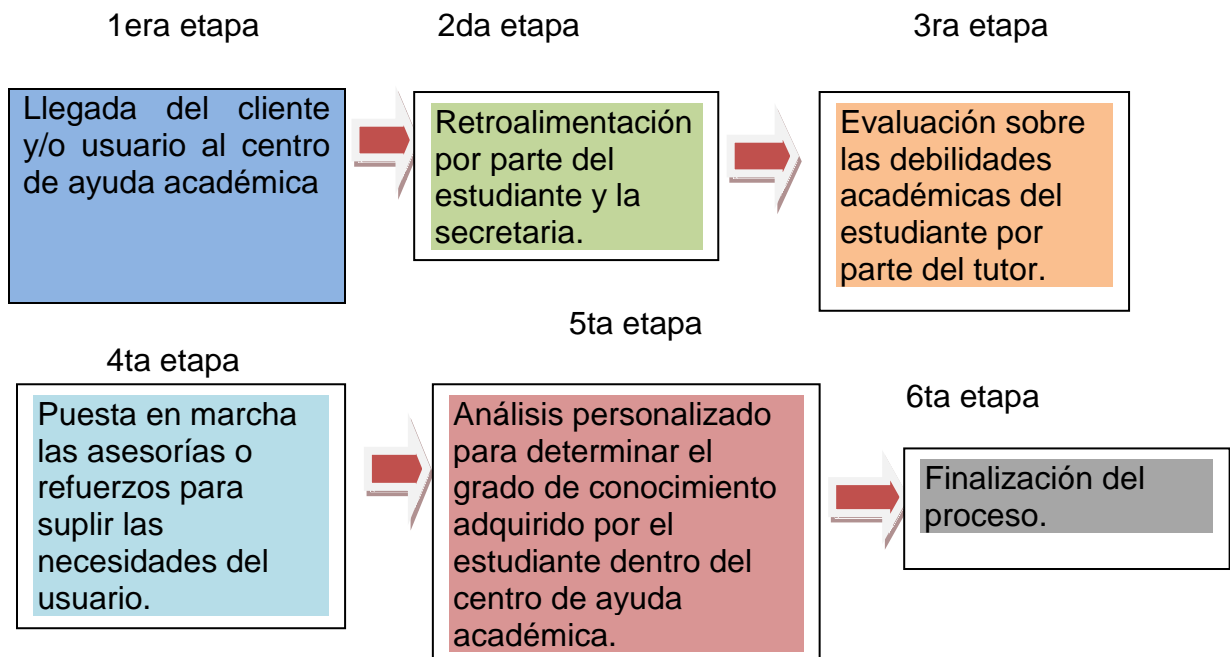 1era etapa
Llegada del cliente
y/o usuario al centro
de ayuda académica
2da etapa
Retroalimentación
por parte del
estudiante y la
secretaria.
3ra etapa
Evaluación sobre
las debilidades
académicas del
estudiante por
parte del tutor.
4ta etapa
Puesta en marcha
las asesorías o
refuerzos para
suplir las
necesidades del
usuario.
5ta etapa
Análisis personalizado
para determinar el
grado de conocimiento
adquirido por el
estudiante dentro del
centro de ayuda
académica.
6ta etapa
Finalización del
proceso.